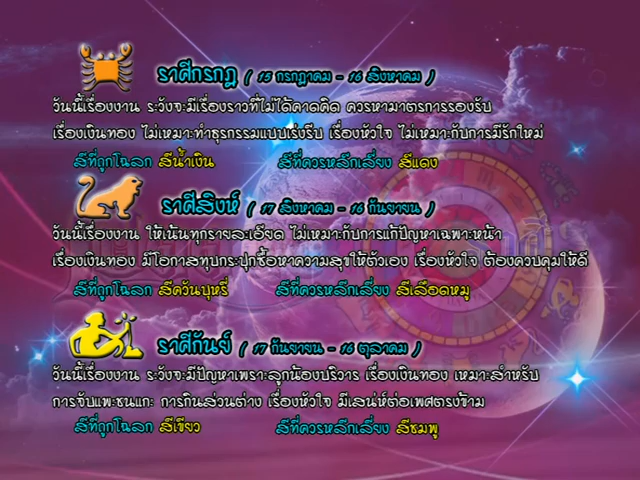 ราศีกรกฎ ( 15 กรกฎาคม - 16 สิงหาคม )
วันนี้เรื่องงาน ระวังจะมีเรื่องราวที่ไม่ได้คาดคิด ควรหามาตรการรองรับ
เรื่องเงินทอง ไม่เหมาะทำธุรกรรมแบบเร่งรีบ เรื่องหัวใจ ไม่เหมาะกับการมีรักใหม่
สีที่ถูกโฉลก สีน้ำเงิน สีที่ควรหลีกเลี่ยง สีแดง
ราศีสิงห์ ( 17 สิงหาคม - 16 กันยายน )
วันนี้เรื่องงาน ให้เน้นทุกรายละเอียด ไม่เหมาะกับการแก้ปัญหาเฉพาะหน้า
เรื่องเงินทอง มีโอกาสทุบกระปุกซื้อหาความสุขให้ตัวเอง เรื่องหัวใจ ต้องควบคุมให้ดี
สีที่ถูกโฉลก สีควันบุหรี่ สีที่ควรหลีกเลี่ยง สีเลือดหมู
ราศีกันย์ ( 17 กันยายน - 16 ตุลาคม )
วันนี้เรื่องงาน ระวังจะมีปัญหาเพราะลูกน้องบริวาร เรื่องเงินทอง เหมาะสำหรับ
การจับแพะชนแกะ การกินส่วนต่าง เรื่องหัวใจ มีเสน่ห์ต่อเพศตรงข้าม
สีที่ถูกโฉลก สีเขียว สีที่ควรหลีกเลี่ยง สีชมพู